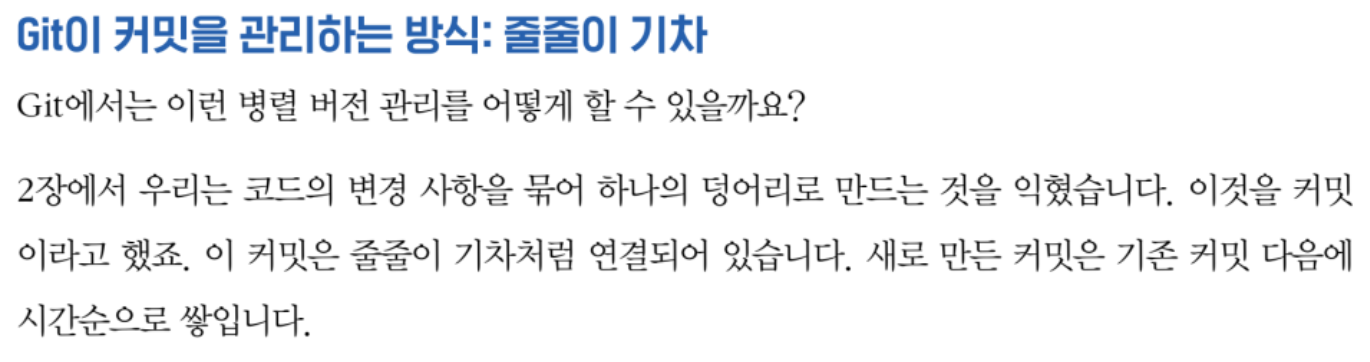 Git이 커밋을 관리하는 방식: 줄줄이 기차
Git에서는 이런 병렬 버전 관리를 어떻게 할 수 있을까요?
2장에서 우리는 코드의 변경 사항을 묶어 하나의 덩어리로 만드는 것을 익혔습니다. 이것을 커밋
이라고 했죠. 이 커밋은 줄줄이 기차처럼 연결되어 있습니다. 새로 만든 커밋은 기존 커밋 다음에
시간순으로 쌓입니다.